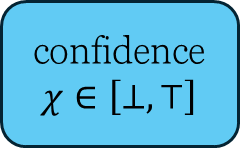 confidence
χ ∈ [⊥, ⊤]